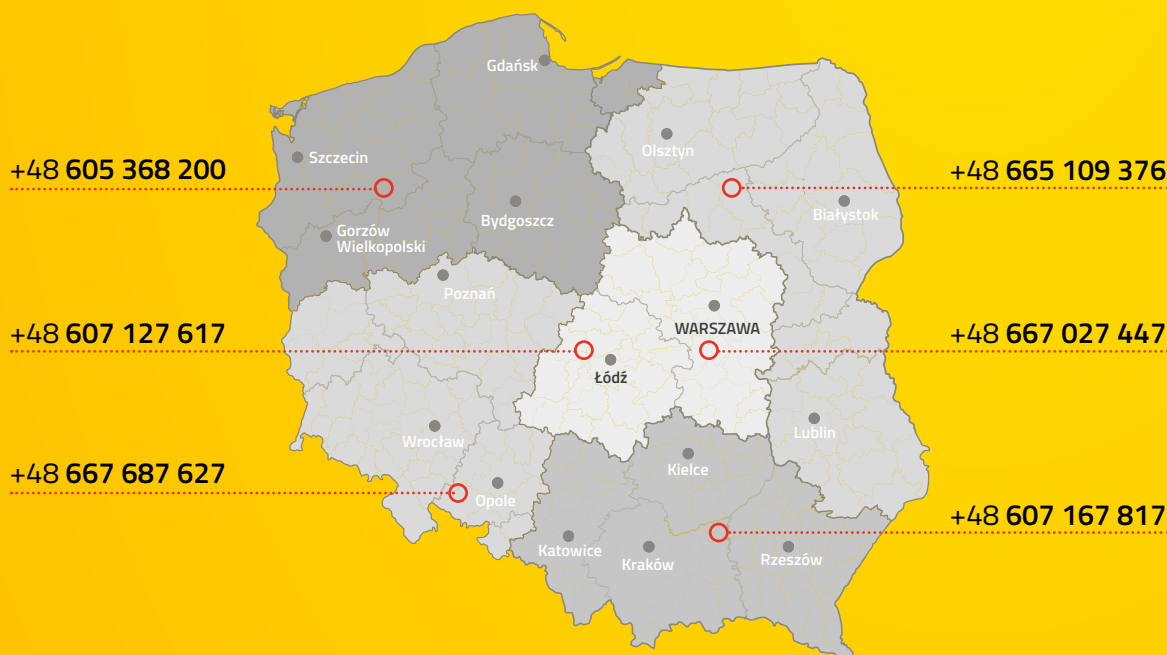 Gdańsk
Szczecin
Olsztyn
+48 605 368 200
+48 665 109 376
Bydgoszcz
Białystok
Gorzów
Wielkopolski
Poznań
WARSZAWA
+48 607 127 617
+48 667 027 447
Łódź
Wrocław
Lublin
Kielce
+48 667 687 627
Opole
+48 607 167 817
Katowice
Kraków
Rzeszów